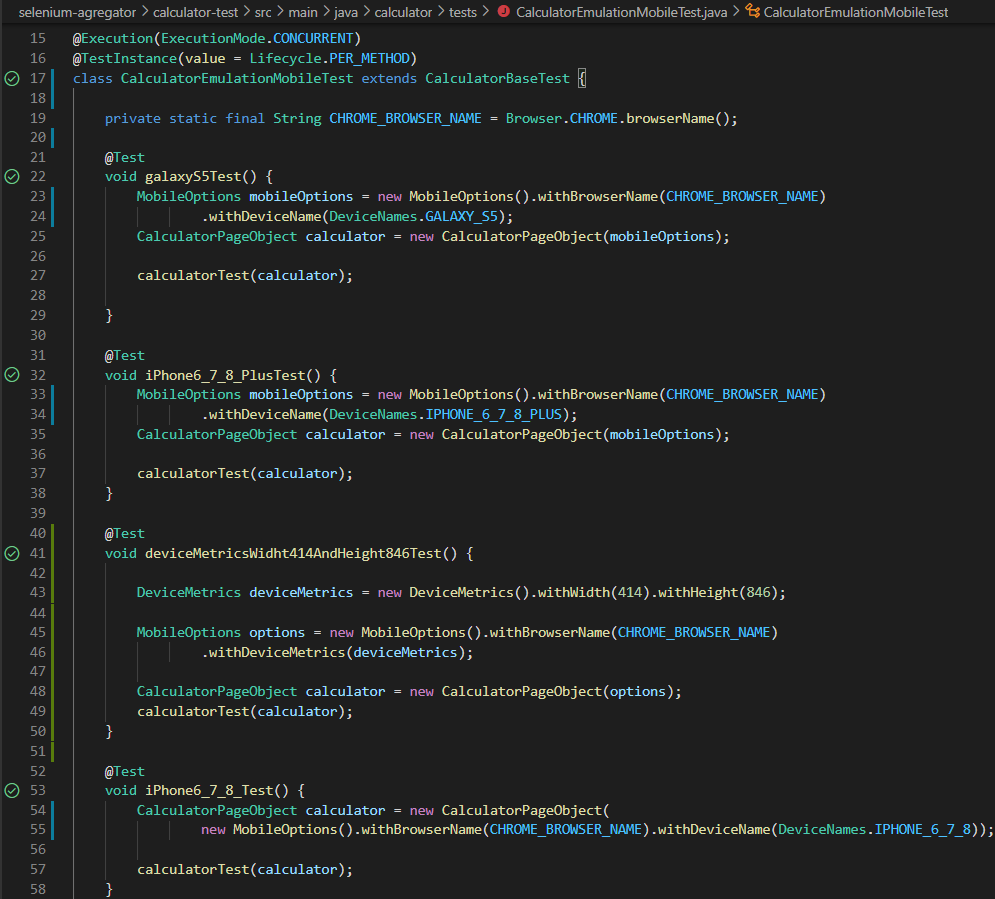 selenium-agregator > calculator-test > src > main > java > calculator > tests > CalculatorEmulationMobileTest.java > CalculatorEmulationMobileTest
15 @Execution(ExecutionMode.CONCURRENT)
16 @TestInstance(value = Lifecycle.PER_METHOD)
17 class CalculatorEmulationMobileTest extends CalculatorBaseTest {
18
19     private static final String CHROME_BROWSER_NAME = Browser.CHROME.browserName();
20
21     @Test
22     void galaxyS5Test() {
23         MobileOptions mobileOptions = new MobileOptions().withBrowserName(CHROME_BROWSER_NAME)
24                 .withDeviceName(DeviceNames.GALAXY_S5);
25         CalculatorPageObject calculator = new CalculatorPageObject(mobileOptions);
26
27         calculatorTest(calculator);
28
29     }
30
31     @Test
32     void iPhone6_7_8_PlusTest() {
33         MobileOptions mobileOptions = new MobileOptions().withBrowserName(CHROME_BROWSER_NAME)
34                 .withDeviceName(DeviceNames.IPHONE_6_7_8_PLUS);
35         CalculatorPageObject calculator = new CalculatorPageObject(mobileOptions);
36
37         calculatorTest(calculator);
38     }
39
40     @Test
41     void deviceMetricsWidht414AndHeight846Test() {
42
43         DeviceMetrics deviceMetrics = new DeviceMetrics().withWidth(414).withHeight(846);
44
45         MobileOptions options = new MobileOptions().withBrowserName(CHROME_BROWSER_NAME)
46                 .withDeviceMetrics(deviceMetrics);
47
48         CalculatorPageObject calculator = new CalculatorPageObject(options);
49         calculatorTest(calculator);
50     }
51
52     @Test
53     void iPhone6_7_8_Test() {
54         CalculatorPageObject calculator = new CalculatorPageObject(
55                 new MobileOptions().withBrowserName(CHROME_BROWSER_NAME).withDeviceName(DeviceNames.IPHONE_6_7_8));
56
57         calculatorTest(calculator);
58     }